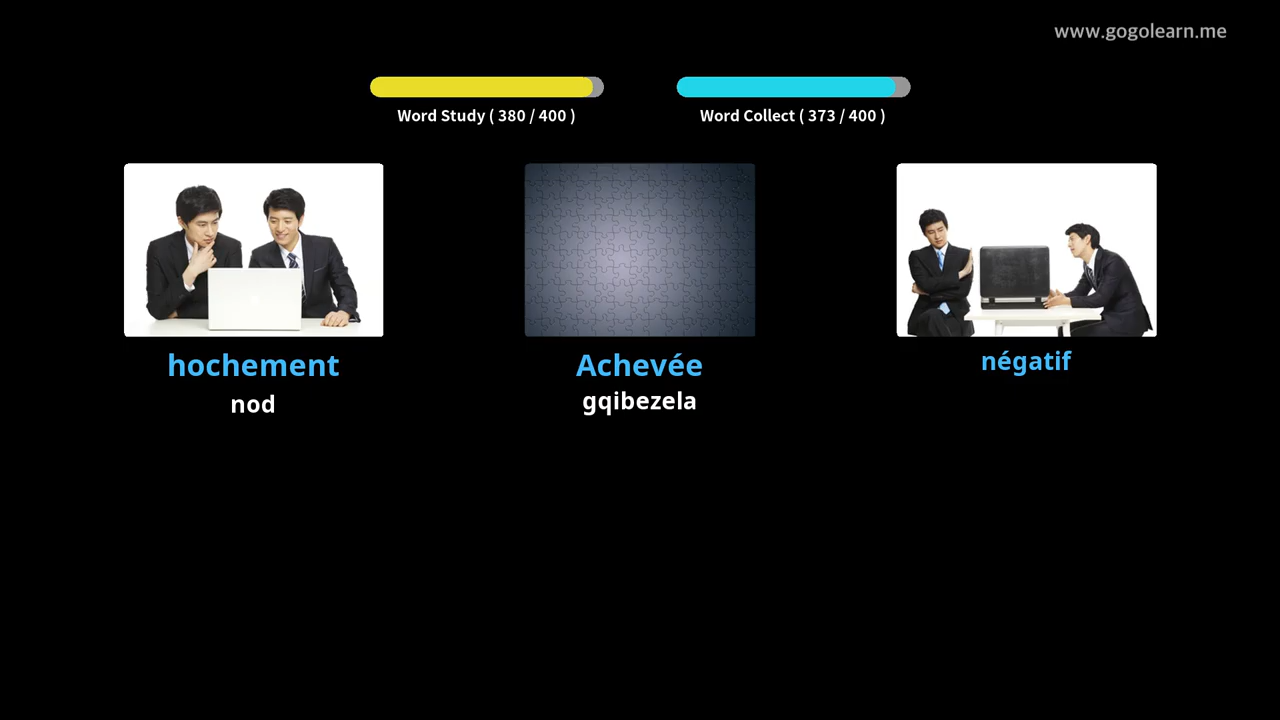 www.gogolearn.me
Word Study ( 380 / 400 )
Word Collect ( 373 / 400 )
hochement
nod
Achevée
gqibezela
négatif